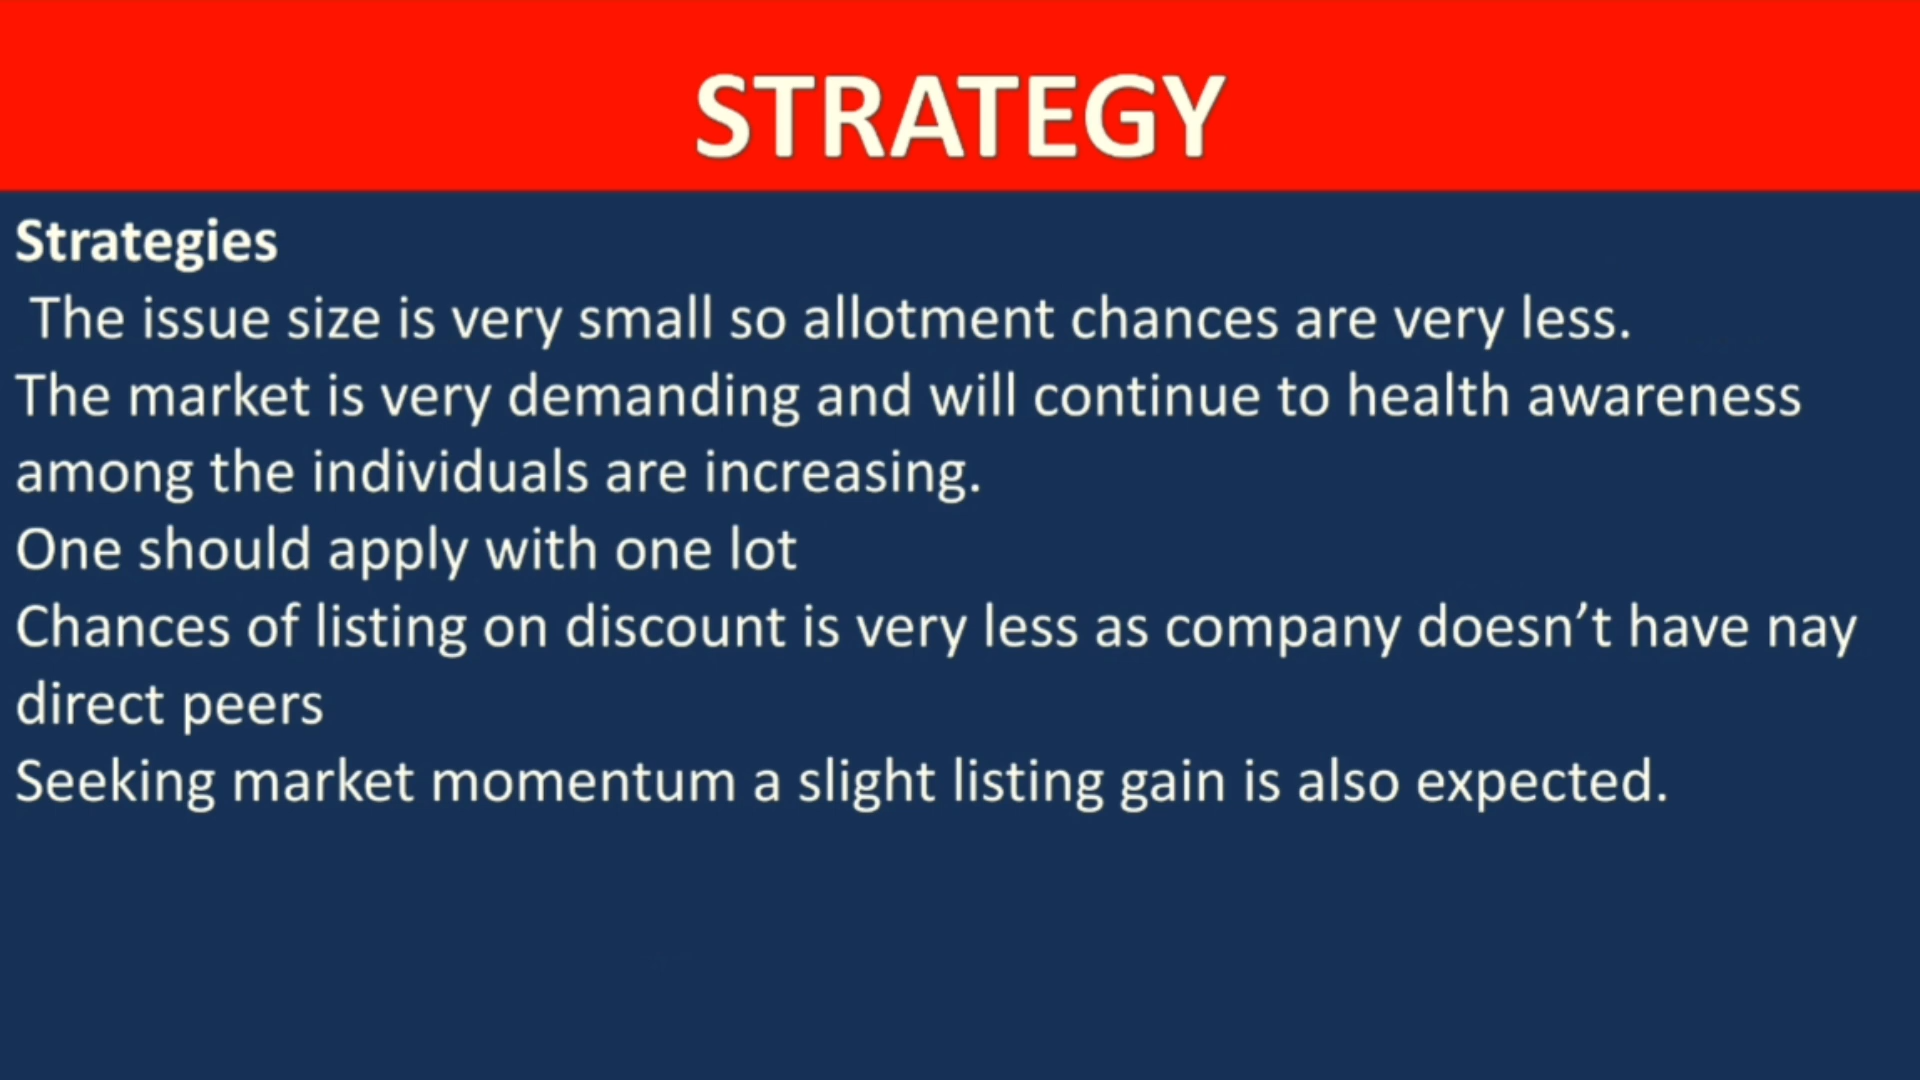 STRATEGY
Strategies
The issue size is very small so allotment chances are very less.
The market is very demanding and will continue to health awareness
among the individuals are increasing.
One should apply with one lot
Chances of listing on discount is very less as company doesn’t have nay
direct peers
Seeking market momentum a slight listing gain is also expected.